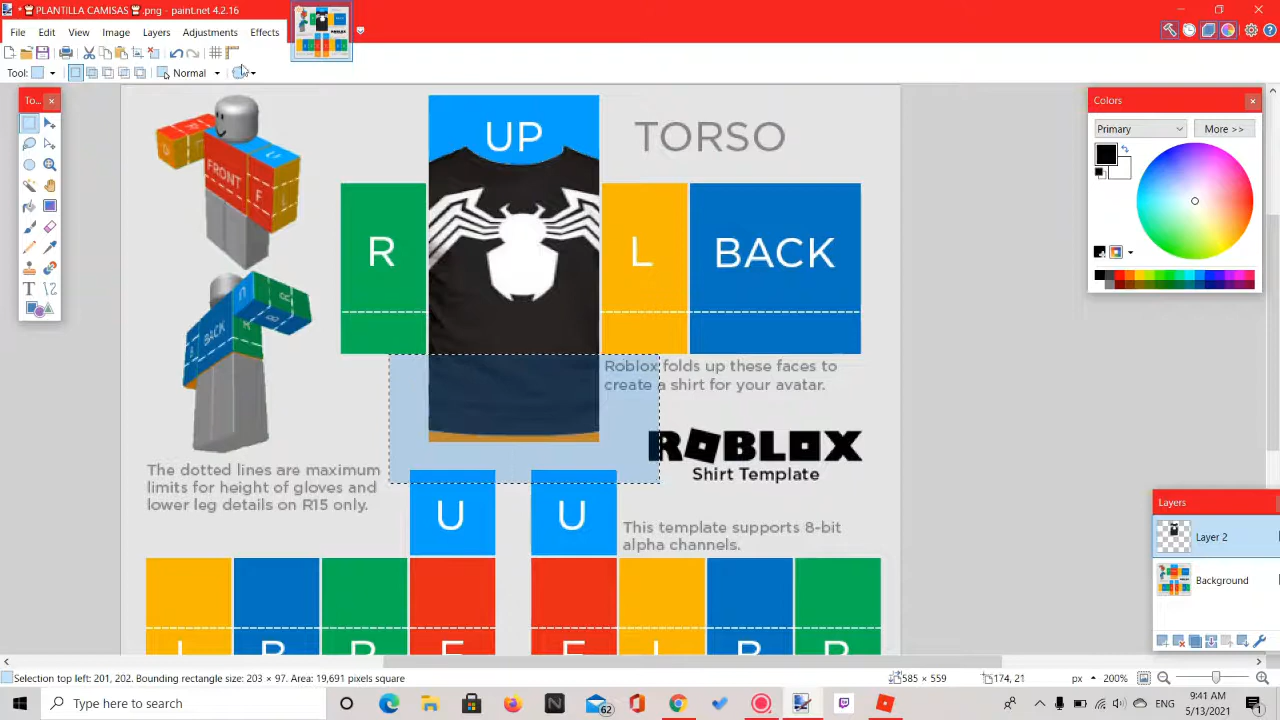 * 🎅PLANTILLA CAMISAS🎅.png - paint.net 4.2.16
File Edit View Image Layers Adjustments Effects
Tool: Normal
To...
Colors
Primary More >>
UP
TORSO
R
L
BACK
FRONT
F
L
U
BACK
Roblox folds up these faces to
create a shirt for your avatar.
ROBLOX
Shirt Template
The dotted lines are maximum
limits for height of gloves and
lower leg details on R15 only.
U
U
This template supports 8-bit
alpha channels.
Layers
Layer 2
Background
Selection top left: 201, 202. Bounding rectangle size: 203 × 97. Area: 19,691 pixels square
585 × 559
174, 21
px
200%
Type here to search
62
ENG
9:41 AM
5/13/2021
1